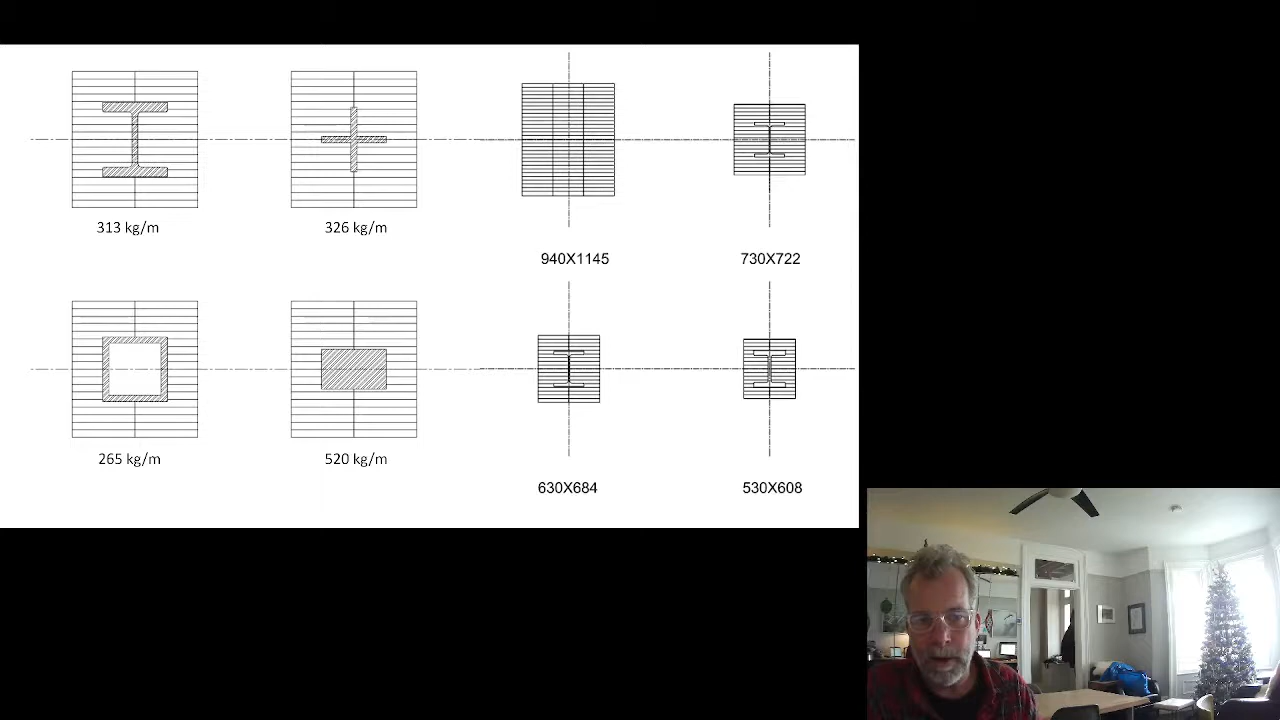 313 kg/m
326 kg/m
940X1145
730X722
265 kg/m
520 kg/m
630X684
530X608